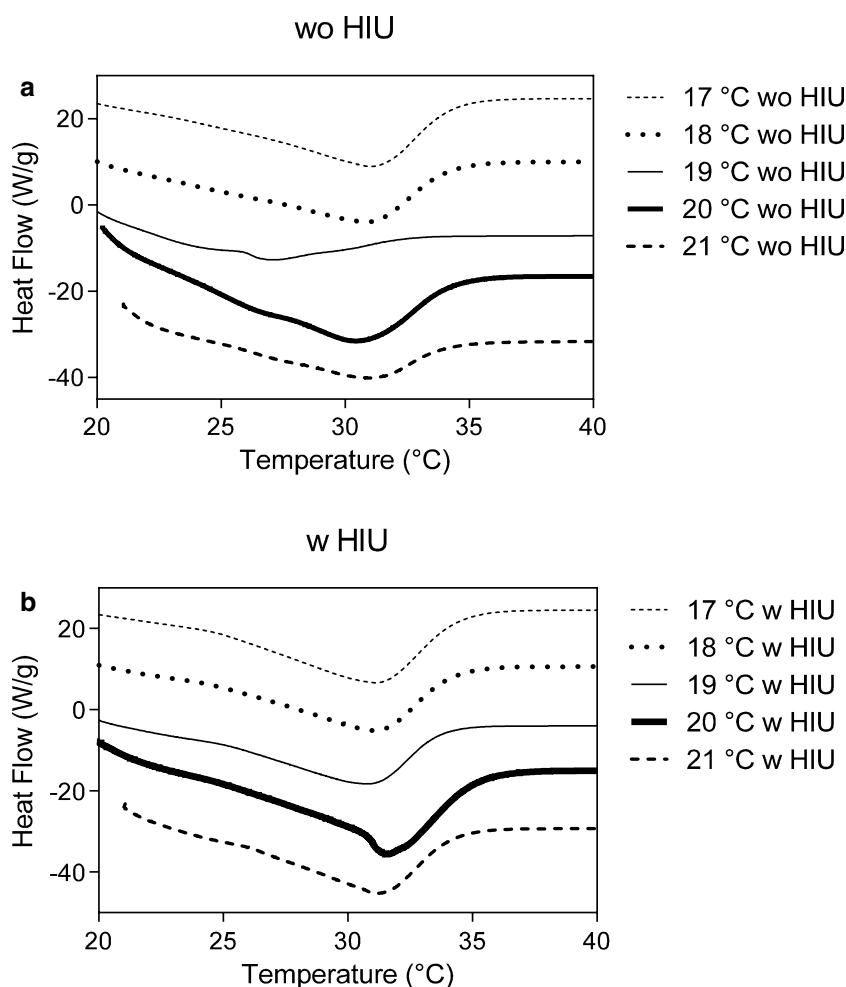 wo HIU
a
Heat Flow (W/g)
20
0
-20
-40
20 25 30 35 40
Temperature (°C)
17 °C wo HIU
18 °C wo HIU
19 °C wo HIU
20 °C wo HIU
21 °C wo HIU
w HIU
b
Heat Flow (W/g)
20
0
-20
-40
20 25 30 35 40
Temperature (°C)
17 °C w HIU
18 °C w HIU
19 °C w HIU
20 °C w HIU
21 °C w HIU